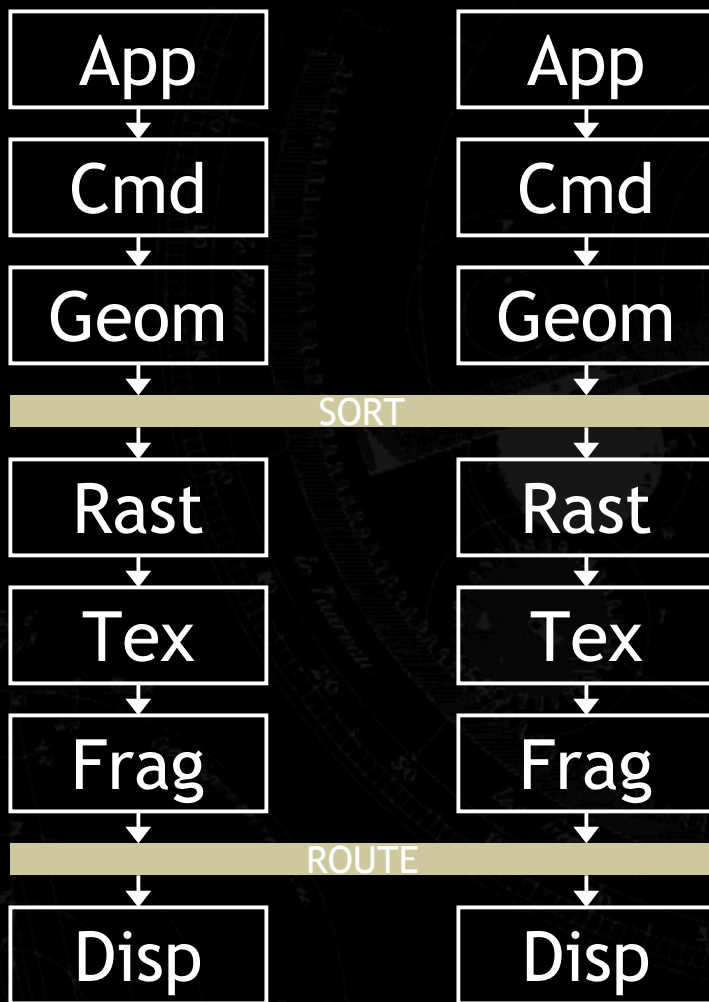 App App
Cmd Cmd
Geom Geom
SORT
Rast Rast
Tex Tex
Frag Frag
ROUTE
Disp Disp